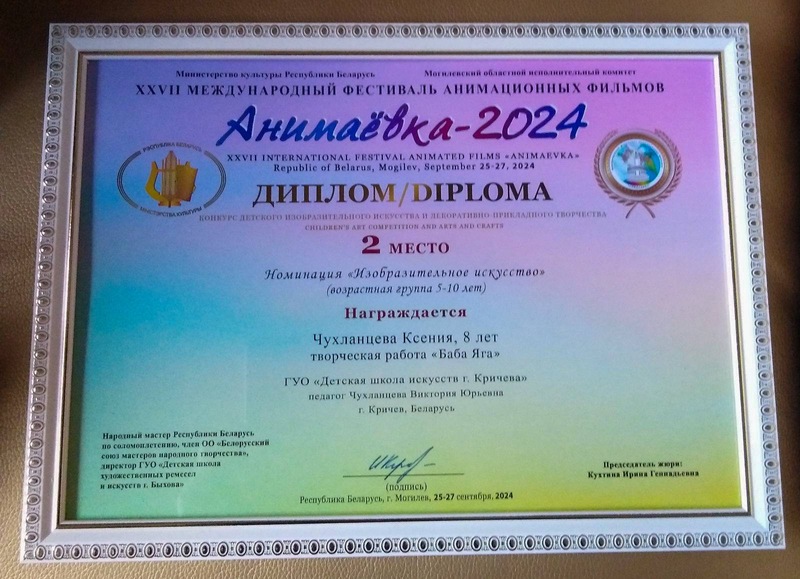 Министерство культуры Республики Беларусь
Могилевский областной исполнительный комитет
XXVII МЕЖДУНАРОДНЫЙ ФЕСТИВАЛЬ АНИМАЦИОННЫХ ФИЛЬМОВ
Анимаёвка-2024
XXVII INTERNATIONAL FESTIVAL ANIMATED FILMS «ANIMAEVKA»
Republic of Belarus, Mogilev, September 25-27, 2024
РЕСПУБЛИКА БЕЛАРУСЬ
МИНИСТЕРСТВО КУЛЬТУРЫ
ДИПЛОМ/DIPLOMA
КОНКУРС ДЕТСКОГО ИЗОБРАЗИТЕЛЬНОГО ИСКУССТВА И ДЕКОРАТИВНО-ПРИКЛАДНОГО ТВОРЧЕСТВА
CHILDREN'S ART COMPETITION AND ARTS AND CRAFTS
2 МЕСТО
Номинация «Изобразительное искусство»
(возрастная группа 5-10 лет)
Награждается
Чухланцева Ксения, 8 лет
творческая работа «Баба Яга»
ГУО «Детская школа искусств г. Кричева»
педагог Чухланцева Виктория Юрьевна
г. Кричев, Беларусь
Народный мастер Республики Беларусь
по соломоплетению, член ОО «Белорусский
союз мастеров народного творчества»,
директор ГУО «Детская школа
художественных ремесел
и искусств г. Быхова»
(подпись)
Республика Беларусь, г. Могилев, 25-27 сентября, 2024
Председатель жюри:
Кухтина Ирина Геннадьевна